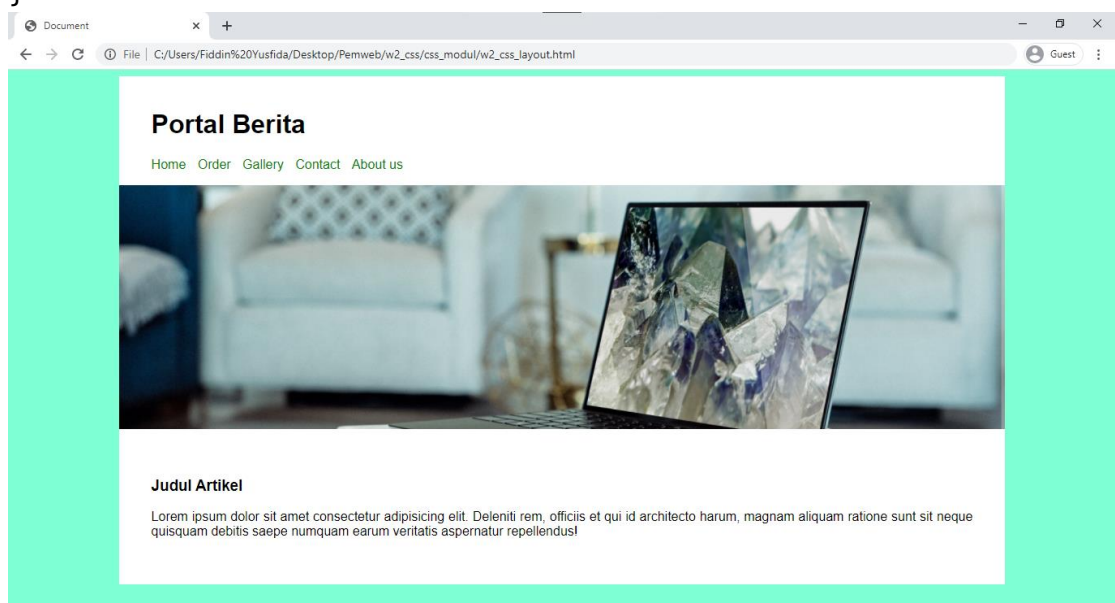 Document
File | C:/Users/Fiddin%20Yusfida/Desktop/Pemweb/w2_css/css_modul/w2_css_layout.html
Guest
Portal Berita
Home Order Gallery Contact About us
Judul Artikel
Lorem ipsum dolor sit amet consectetur adipisicing elit. Deleniti rem, officiis et qui id architecto harum, magnam aliquam ratione sunt sit neque
quisquam debitis saepe numquam earum veritatis aspernatur repellendus!